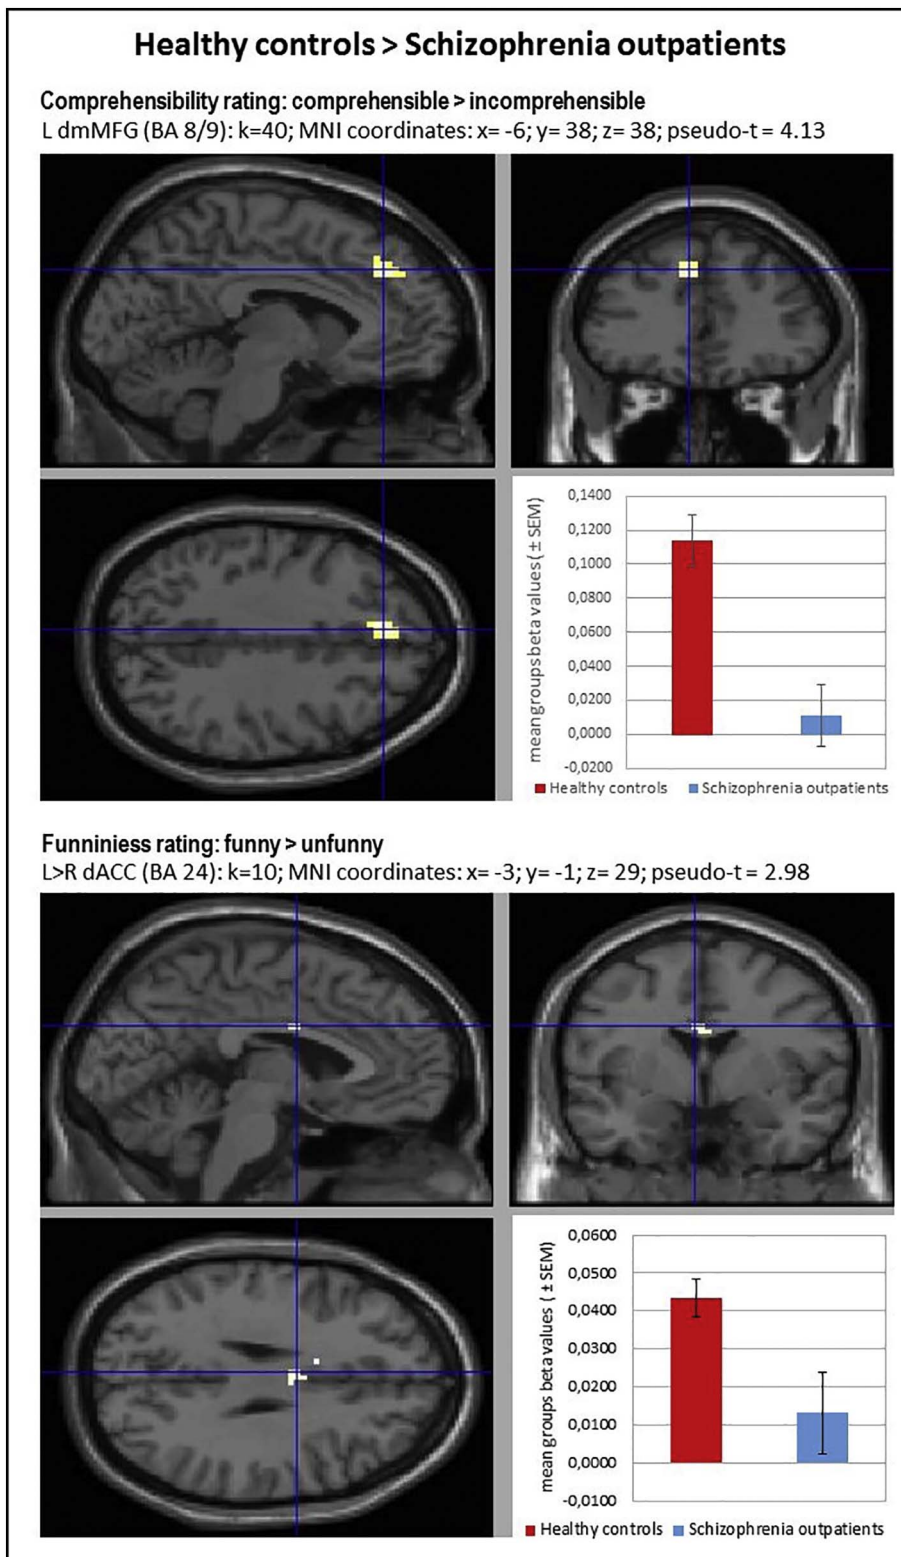 Healthy controls > Schizophrenia outpatients
Comprehensibility rating: comprehensible > incomprehensible
L dmMFG (BA 8/9): k=40; MNI coordinates: x= -6; y= 38; z= 38; pseudo-t = 4.13
mean groups beta values ( ± SEM)
0,1400
0,1200
0,1000
0,0800
0,0600
0,0400
0,0200
0,0000
-0,0200
Healthy controls Schizophrenia outpatients
Funniniess rating: funny > unfunny
L>R dACC (BA 24): k=10; MNI coordinates: x= -3; y= -1; z= 29; pseudo-t = 2.98
mean groups beta values ( ± SEM)
0,0600
0,0500
0,0400
0,0300
0,0200
0,0100
0,0000
-0,0100
Healthy controls Schizophrenia outpatients